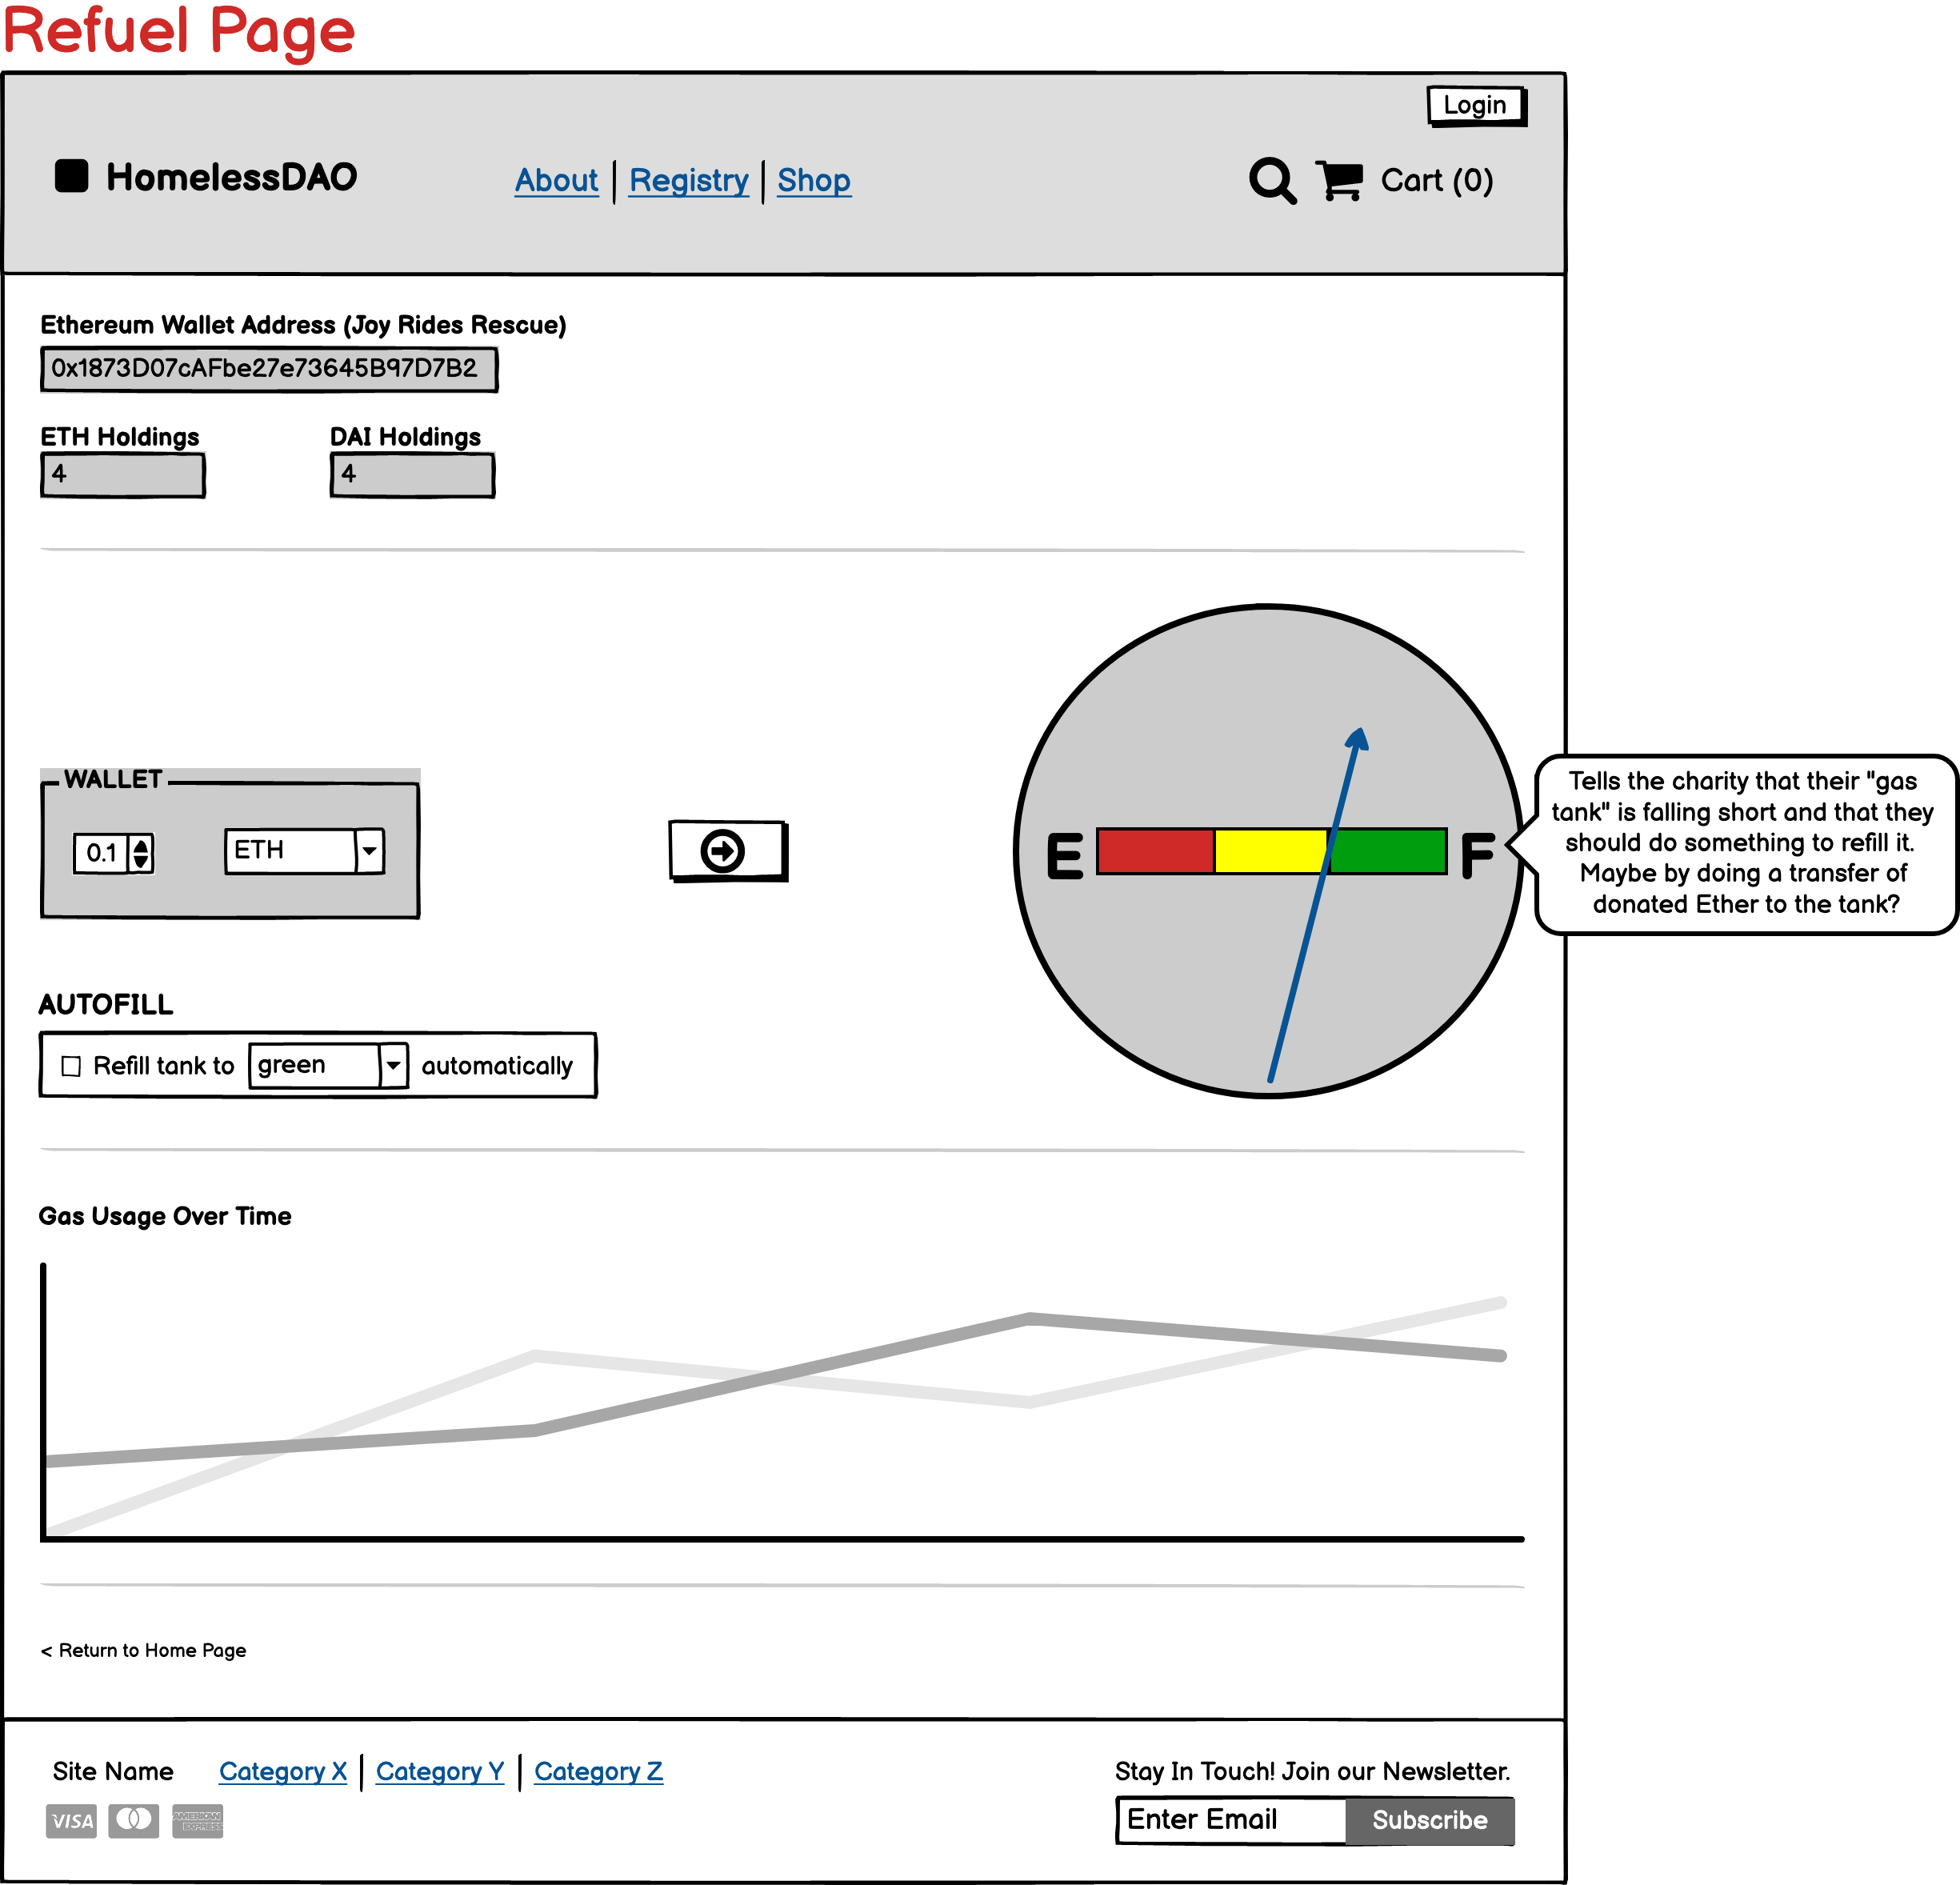 Refuel Page
Login
HomelessDAO
About
Registry
Shop
Cart (0)
Ethereum Wallet Address (Joy Rides Rescue)
0x1873D07cAFbe27e73645B97D7B2
ETH Holdings
DAI Holdings
4
4
WALLET
0.1
ETH
E
F
Tells the charity that their "gas
tank" is falling short and that they
should do something to refill it.
Maybe by doing a transfer of
donated Ether to the tank?
AUTOFILL
Refill tank to
green
automatically
Gas Usage Over Time
< Return to Home Page
Site Name
Category X
Category Y
Category Z
VISA
AMERICAN
EXPRESS
Stay In Touch! Join our Newsletter.
Enter Email
Subscribe